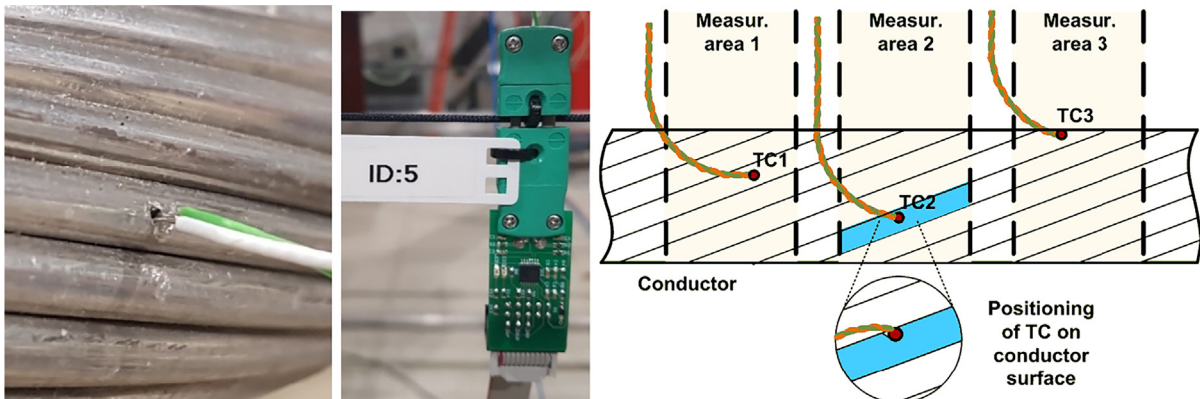 ID:5
Measur.
area 1
Measur.
area 2
Measur.
area 3
TC1
TC2
TC3
Conductor
Positioning
of TC on
conductor
surface